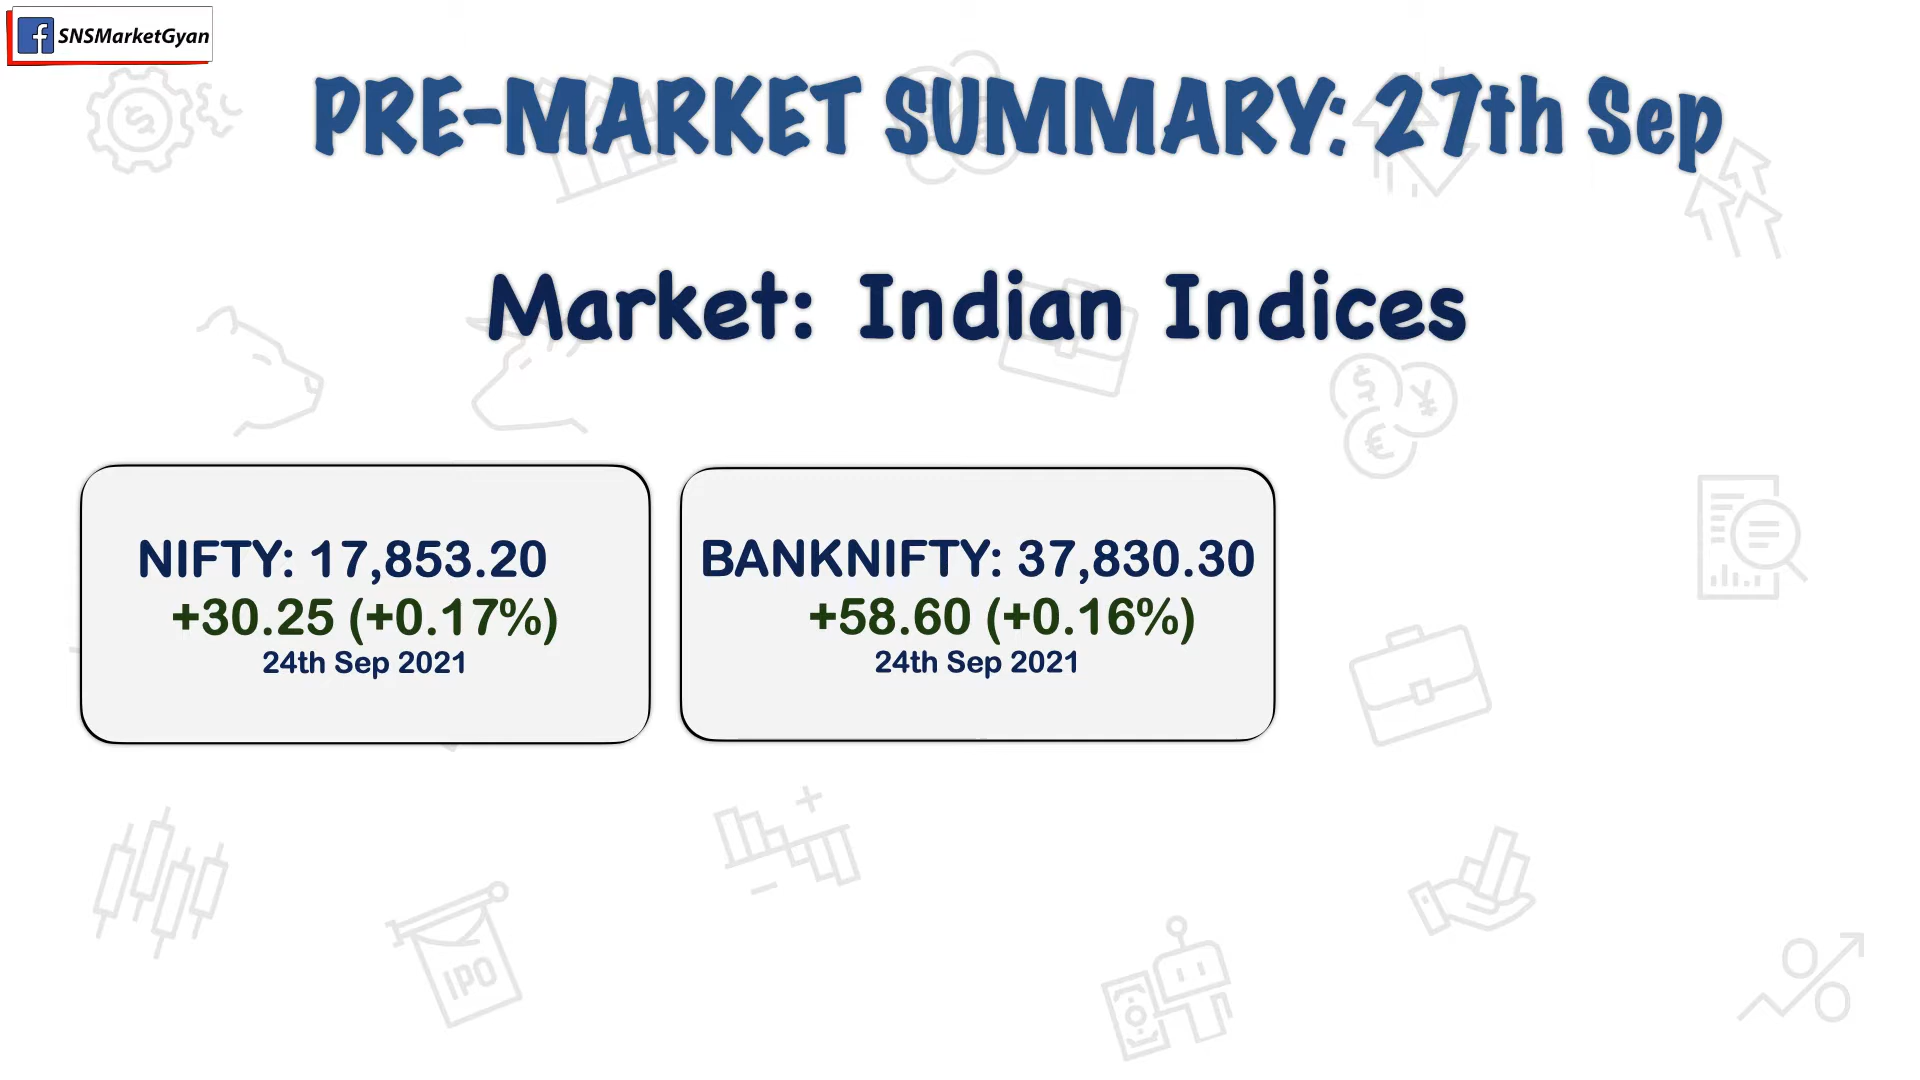 SNSMarketGyan
PRE-MARKET SUMMARY: 27th Sep
Market: Indian Indices
NIFTY: 17,853.20
+30.25 (+0.17%)
24th Sep 2021
BANKNIFTY: 37,830.30
+58.60 (+0.16%)
24th Sep 2021
IPO